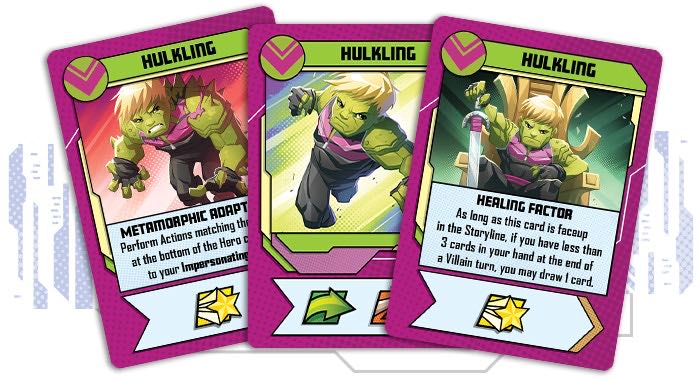 HULKLING
METAMORPHIC ADAPT
Perform Actions matching the
at the bottom of the Hero c
to your Impersonating
HULKLING
HULKLING
HEALING FACTOR
As long as this card is faceup
in the Storyline, if you have less than
3 cards in your hand at the end of
a Villain turn, you may draw 1 card.